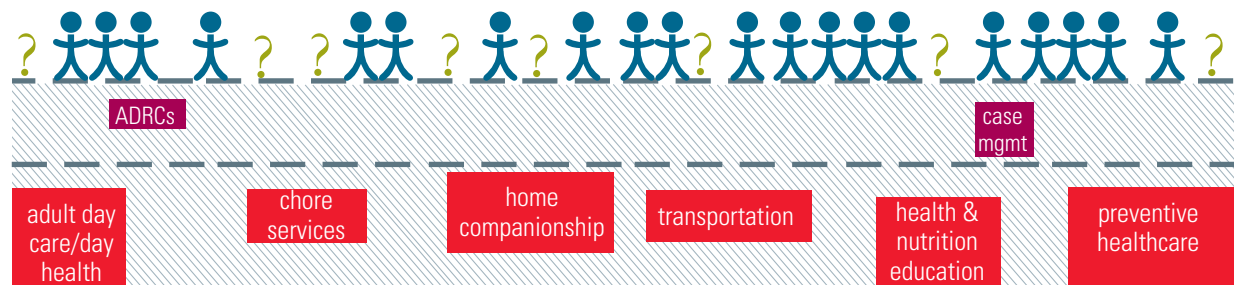 ? ? ? ? ? ? ? ?
ADRCs
case
mgmt
adult day
care/day
health
chore
services
home
companionship
transportation
health &
nutrition
education
preventive
healthcare